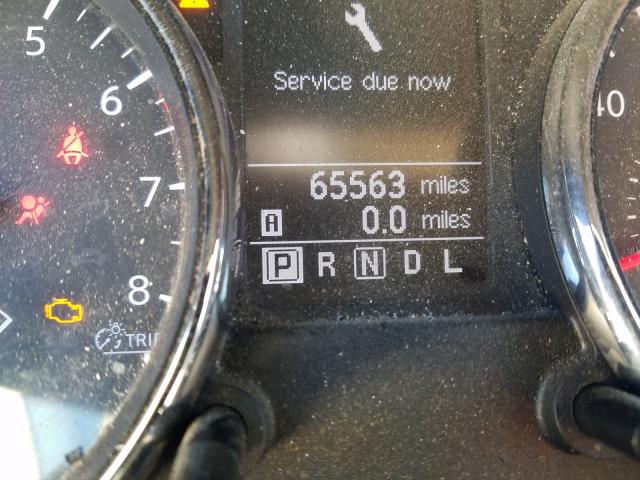 5
6
7
8
TRIP
Service due now
65563 miles
A 0.0 miles
P R N D L
40